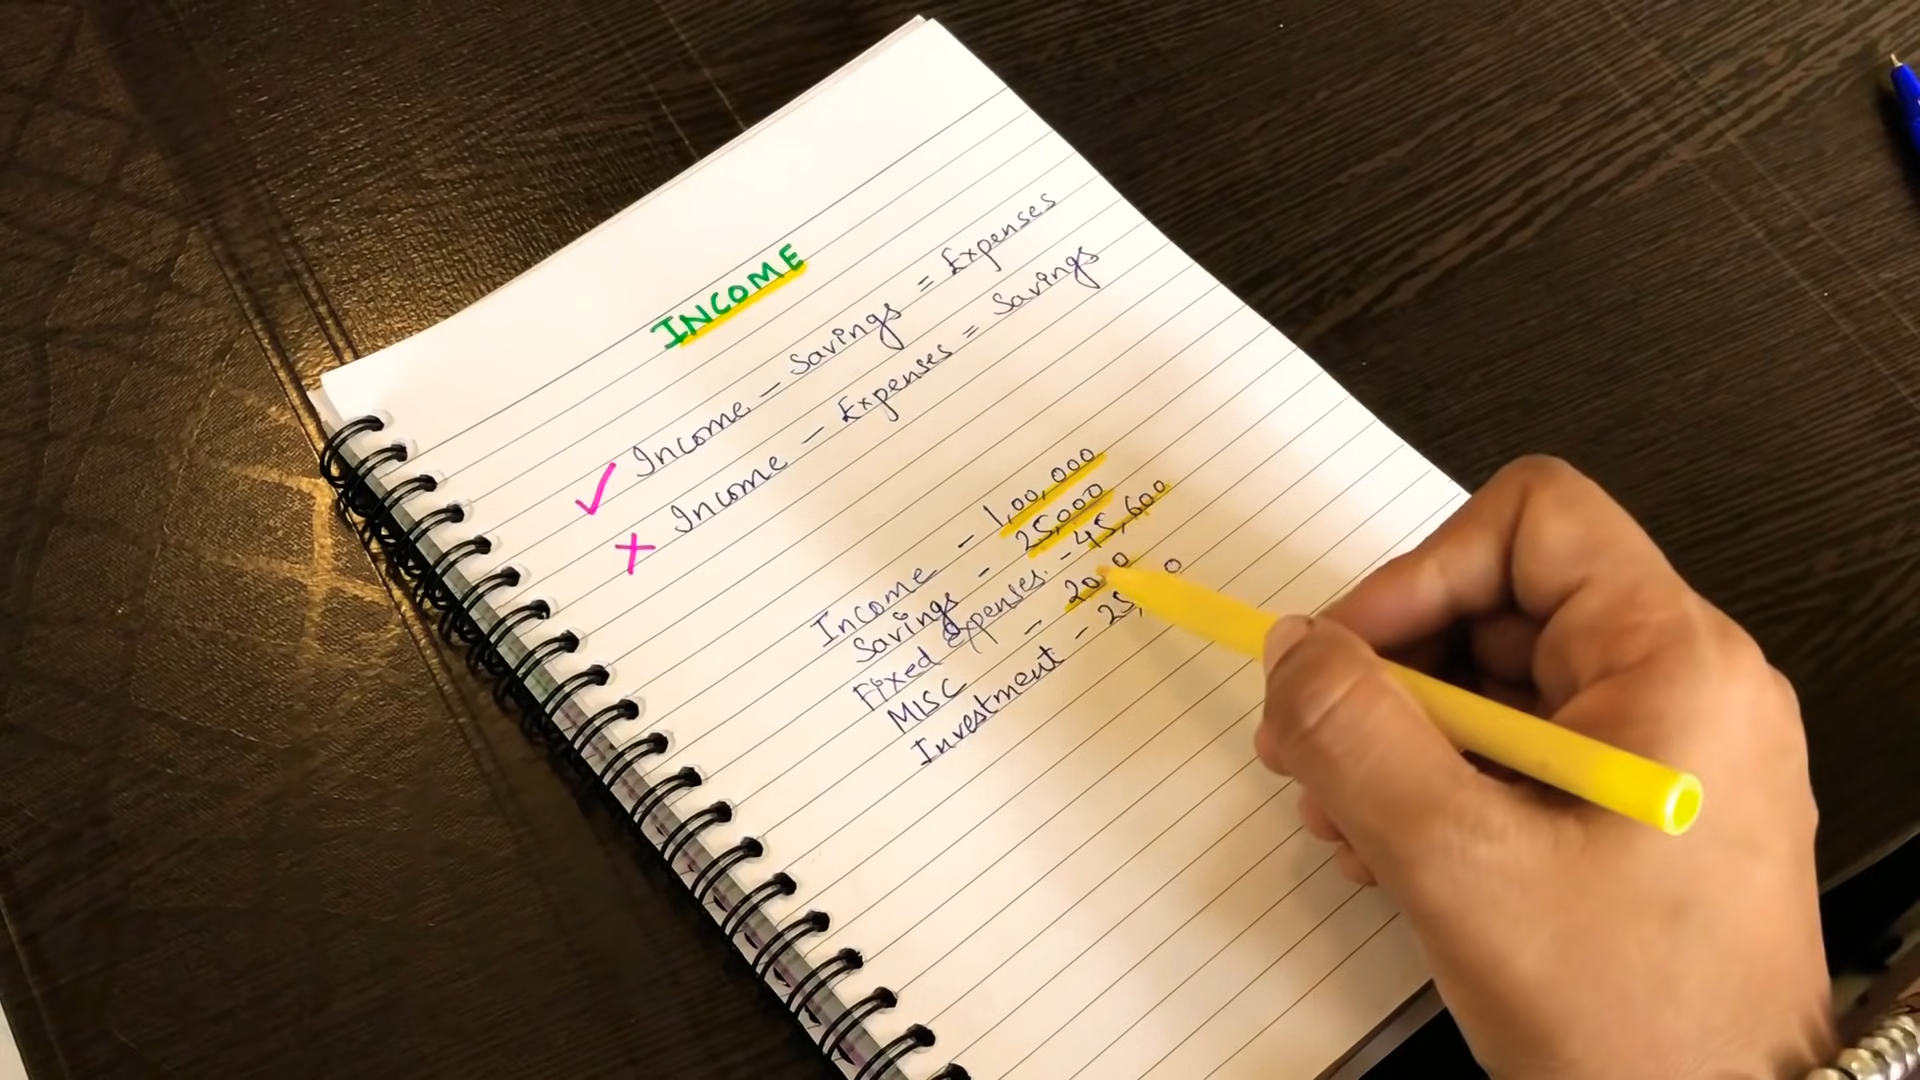 INCOME
✓ Income - Savings = Expenses
× Income - Expenses = Savings
Income - 1,00,000
Savings - 25,000
Fixed expenses. - 45,600
MISC -
Investment -